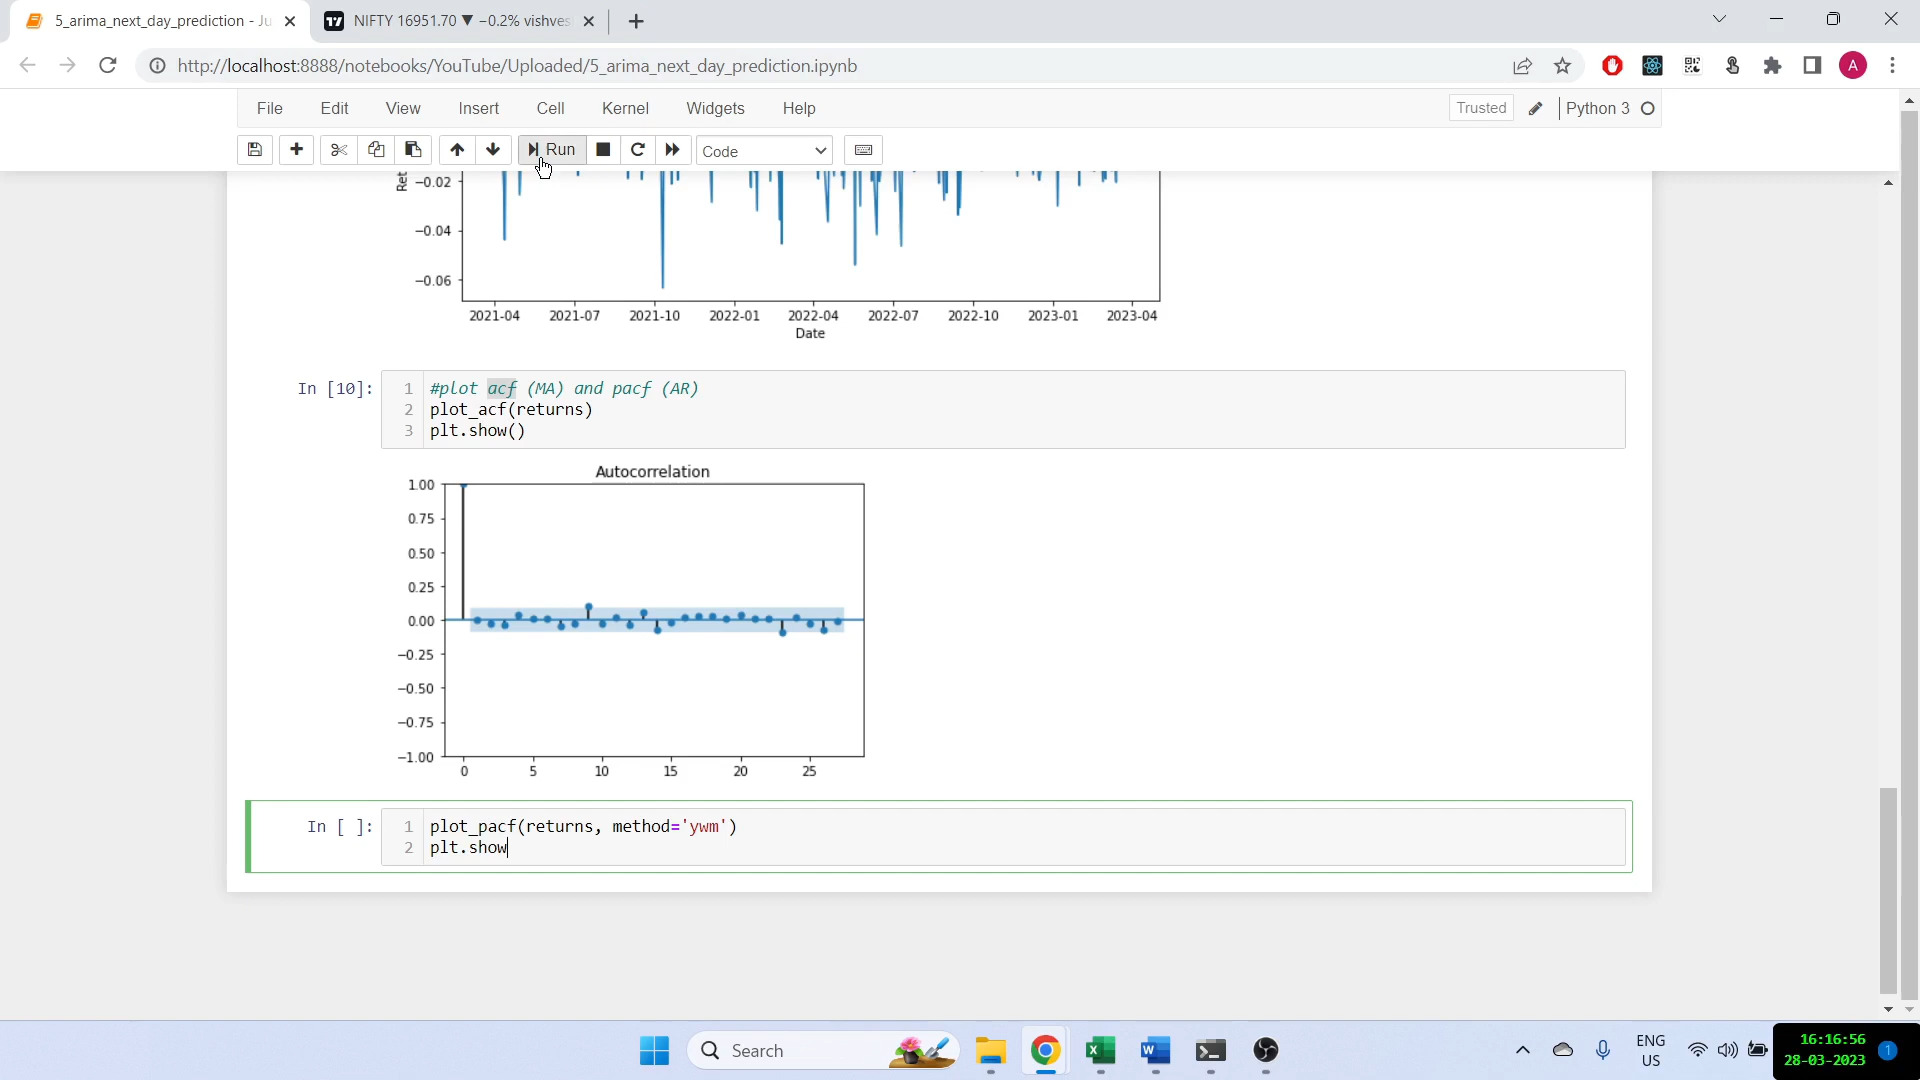 5_arima_next_day_prediction - Ju
NIFTY 16951.70 ▼ −0.2% vishves
http://localhost:8888/notebooks/YouTube/Uploaded/5_arima_next_day_prediction.ipynb
A
File Edit View Insert Cell Kernel Widgets Help
Trusted
Python 3
Run
Code
Ret
−0.02
−0.04
−0.06
2021-04 2021-07 2021-10 2022-01 2022-04 2022-07 2022-10 2023-01 2023-04
Date
In [10]:
1 #plot acf (MA) and pacf (AR)
2 plot_acf(returns)
3 plt.show()
Autocorrelation
1.00
0.75
0.50
0.25
0.00
−0.25
−0.50
−0.75
−1.00
0 5 10 15 20 25
In [ ]:
1 plot_pacf(returns, method='ywm')
2 plt.show
Search
ENG
US
16:16:56
28-03-2023
1